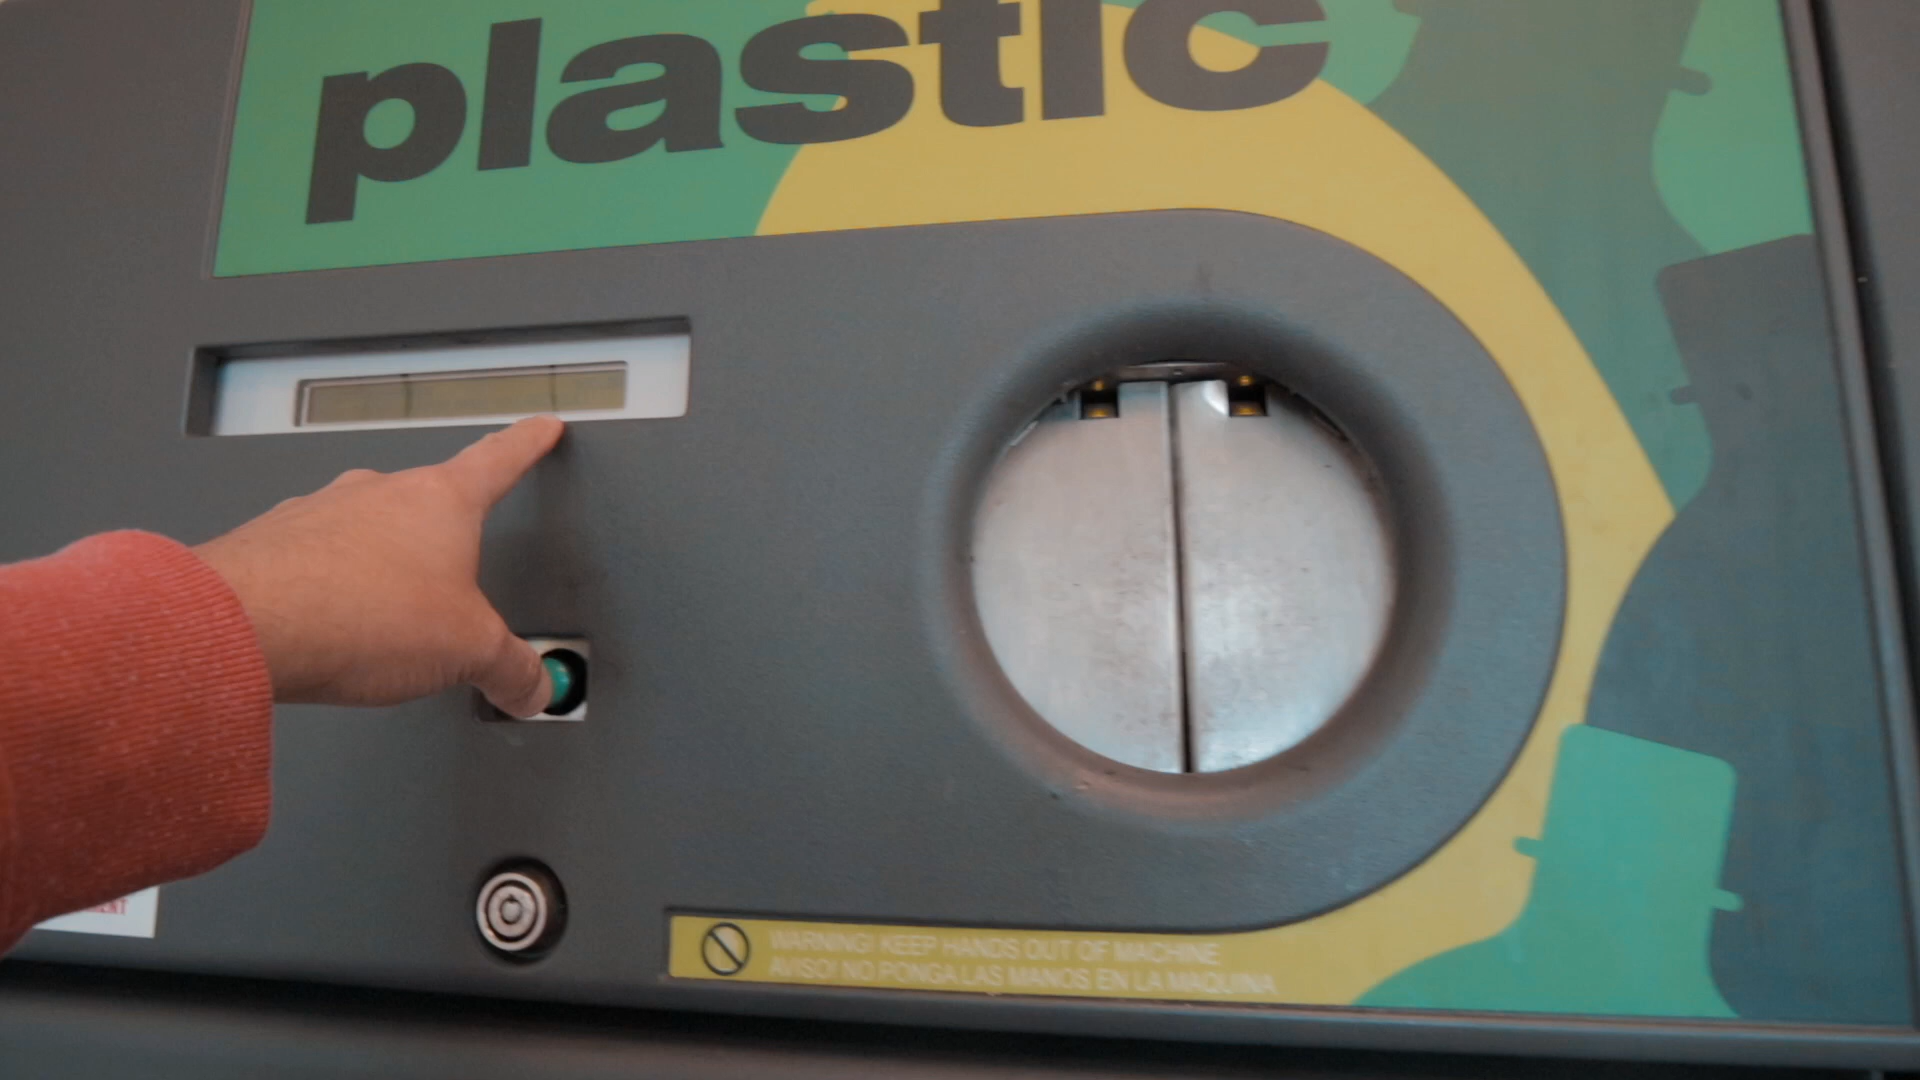 plastic
WARNING! KEEP HANDS OUT OF MACHINE
AVISO! NO PONGA LAS MANOS EN LA MAQUINA